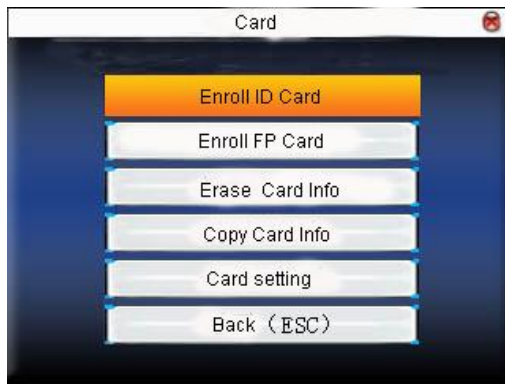 Card
Enroll ID Card
Enroll FP Card
Erase Card Info
Copy Card Info
Card setting
Back（ESC）